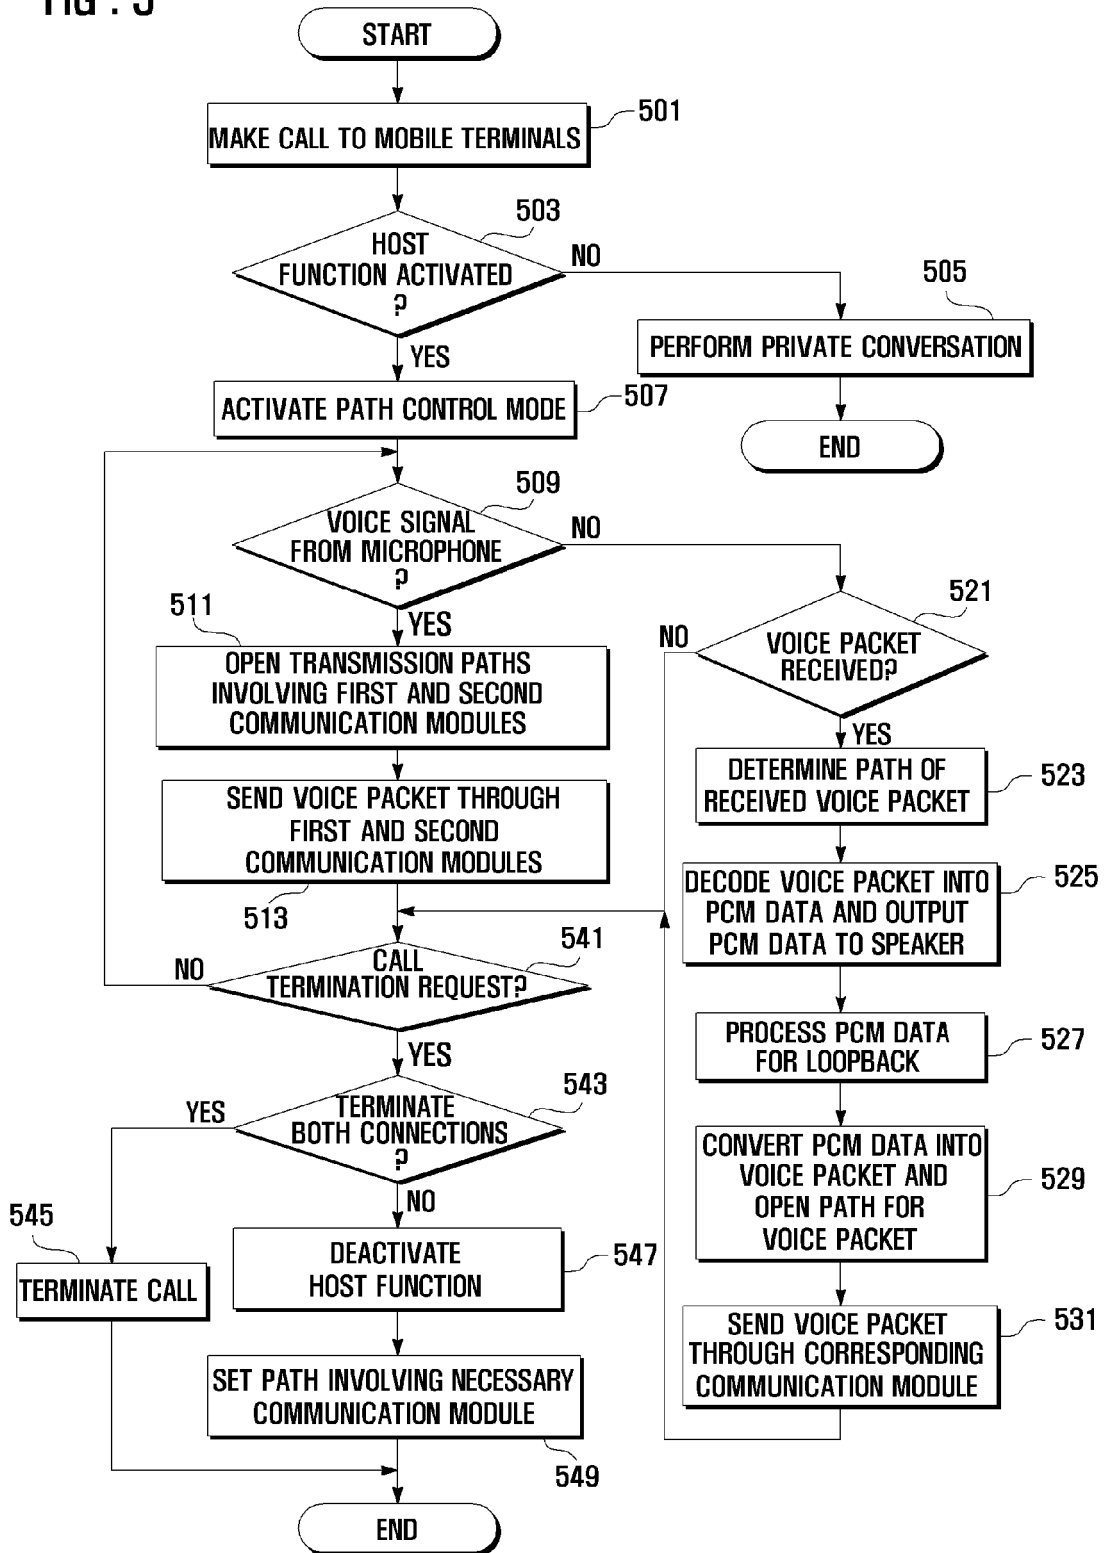 FIG . 5
START
MAKE CALL TO MOBILE TERMINALS
501
HOST
FUNCTION ACTIVATED
?
503
NO
YES
PERFORM PRIVATE CONVERSATION
505
END
ACTIVATE PATH CONTROL MODE
507
VOICE SIGNAL
FROM MICROPHONE
?
509
NO
YES
511
OPEN TRANSMISSION PATHS
INVOLVING FIRST AND SECOND
COMMUNICATION MODULES
SEND VOICE PACKET THROUGH
FIRST AND SECOND
COMMUNICATION MODULES
513
521
VOICE PACKET
RECEIVED?
NO
YES
DETERMINE PATH OF
RECEIVED VOICE PACKET
523
DECODE VOICE PACKET INTO
PCM DATA AND OUTPUT
PCM DATA TO SPEAKER
525
PROCESS PCM DATA
FOR LOOPBACK
527
CONVERT PCM DATA INTO
VOICE PACKET AND
OPEN PATH FOR
VOICE PACKET
529
SEND VOICE PACKET
THROUGH CORRESPONDING
COMMUNICATION MODULE
531
CALL
TERMINATION REQUEST?
541
NO
YES
TERMINATE
BOTH CONNECTIONS
?
543
YES
NO
545
TERMINATE CALL
DEACTIVATE
HOST FUNCTION
547
SET PATH INVOLVING NECESSARY
COMMUNICATION MODULE
549
END